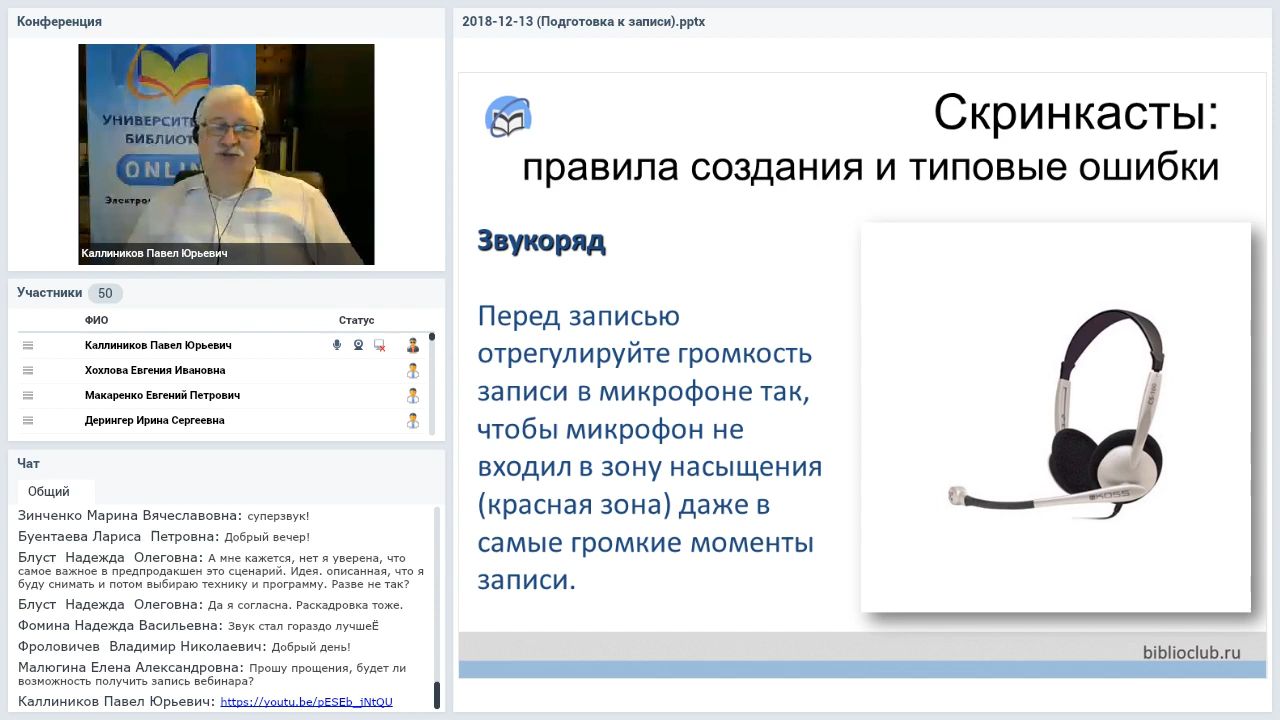 Конференция
УНИВЕРСИТЕ
БИБЛИОТ
ONLIN
Электро
Каллиников Павел Юрьевич
Участники 50
ФИО Статус
Каллиников Павел Юрьевич
Хохлова Евгения Ивановна
Макаренко Евгений Петрович
Дерингер Ирина Сергеевна
Чат
Общий
Зинченко Марина Вячеславовна: суперзвук!
Буентаева Лариса Петровна: Добрый вечер!
Блуст Надежда Олеговна: А мне кажется, нет я уверена, что
самое важное в предпродакшен это сценарий. Идея. описанная, что я
буду снимать и потом выбираю технику и программу. Разве не так?
Блуст Надежда Олеговна: Да я согласна. Раскадровка тоже.
Фомина Надежда Васильевна: Звук стал гораздо лучшеЁ
Фроловичев Владимир Николаевич: Добрый день!
Малюгина Елена Александровна: Прошу прощения, будет ли
возможность получить запись вебинара?
Каллиников Павел Юрьевич: https://youtu.be/pESEb_jNtQU
2018-12-13 (Подготовка к записи).pptx
Скринкасты:
правила создания и типовые ошибки
Звукоряд
Перед записью
отрегулируйте громкость
записи в микрофоне так,
чтобы микрофон не
входил в зону насыщения
(красная зона) даже в
самые громкие моменты
записи.
KOSS
biblioclub.ru